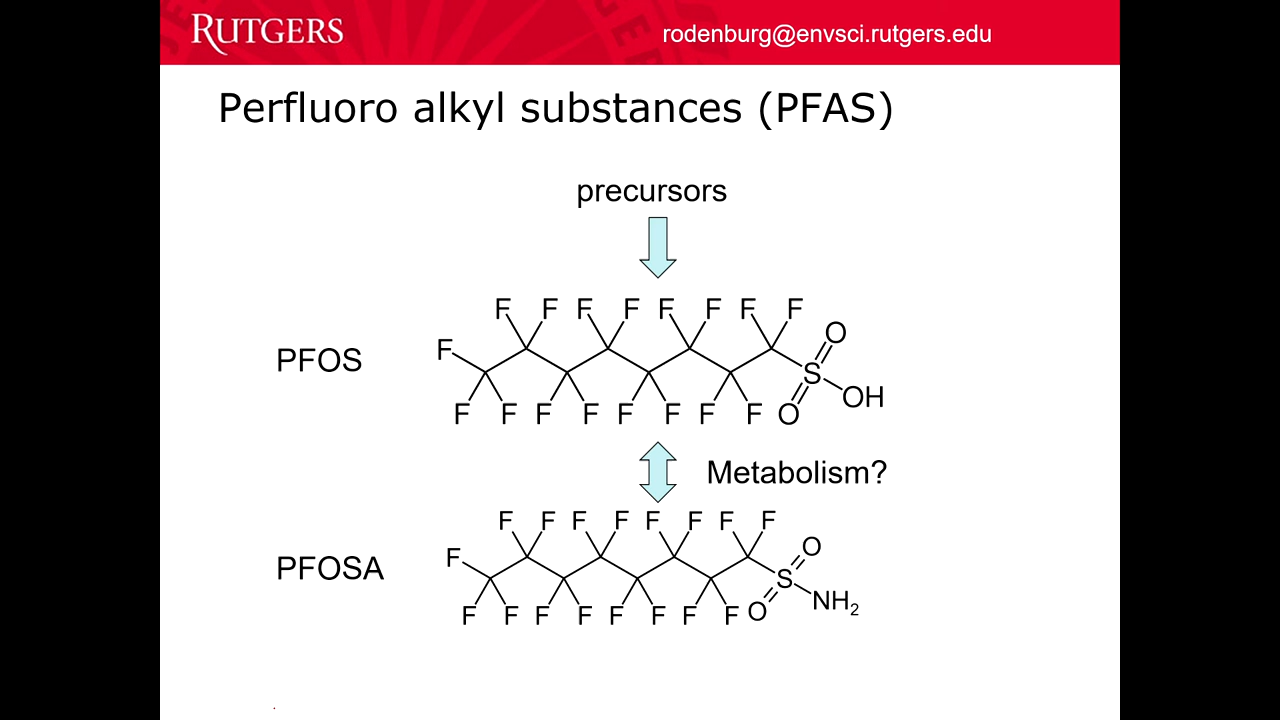 RUTGERS
rodenburg@envsci.rutgers.edu
Perfluoro alkyl substances (PFAS)
precursors
F F F F F F F F
F
O
PFOS
S
OH
F F F F F F F F O
Metabolism?
F F F F F F F F
F
O
PFOSA
S
NH₂
F F F F F F F F O